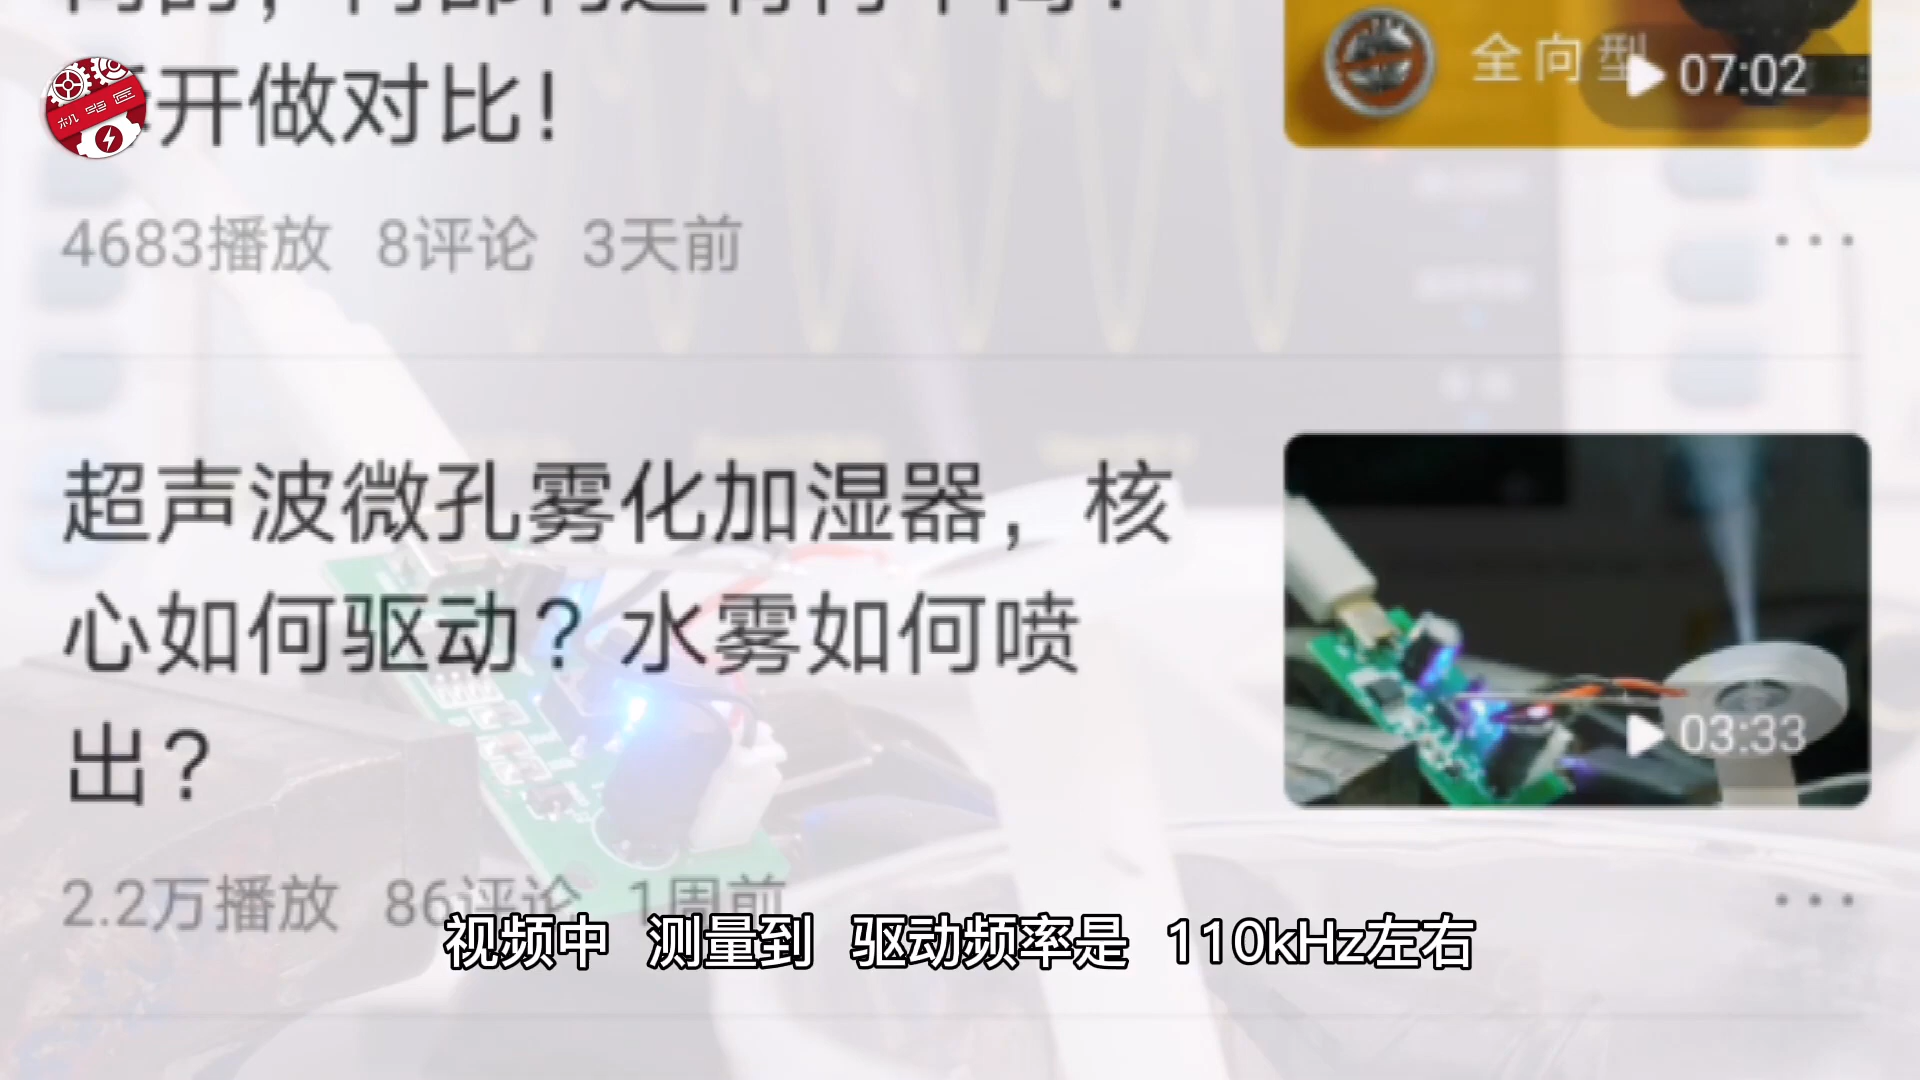 机电匠
开做对比!
全向型
07:02
4683播放 8评论 3天前
超声波微孔雾化加湿器，核
心如何驱动？水雾如何喷
出？
03:33
2.2万播放 86评论 1周前
视频中 测量到 驱动频率是 110kHz左右